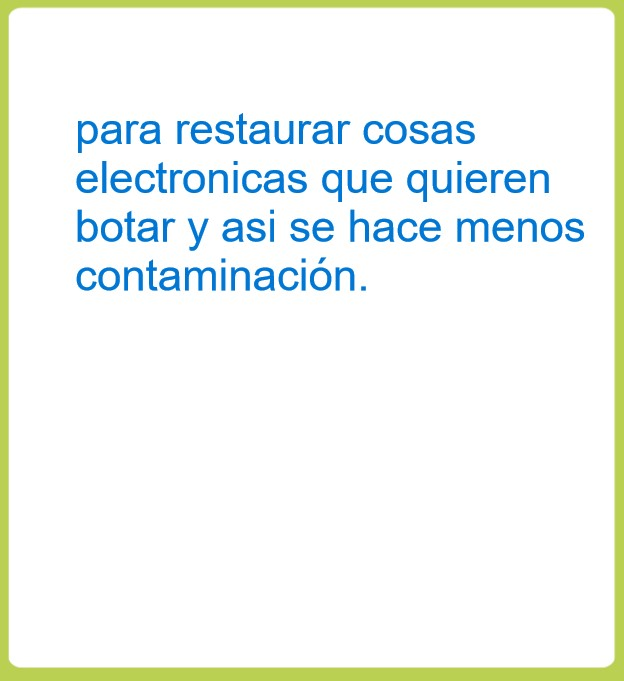 para restaurar cosas
electronicas que quieren
botar y asi se hace menos
contaminación.